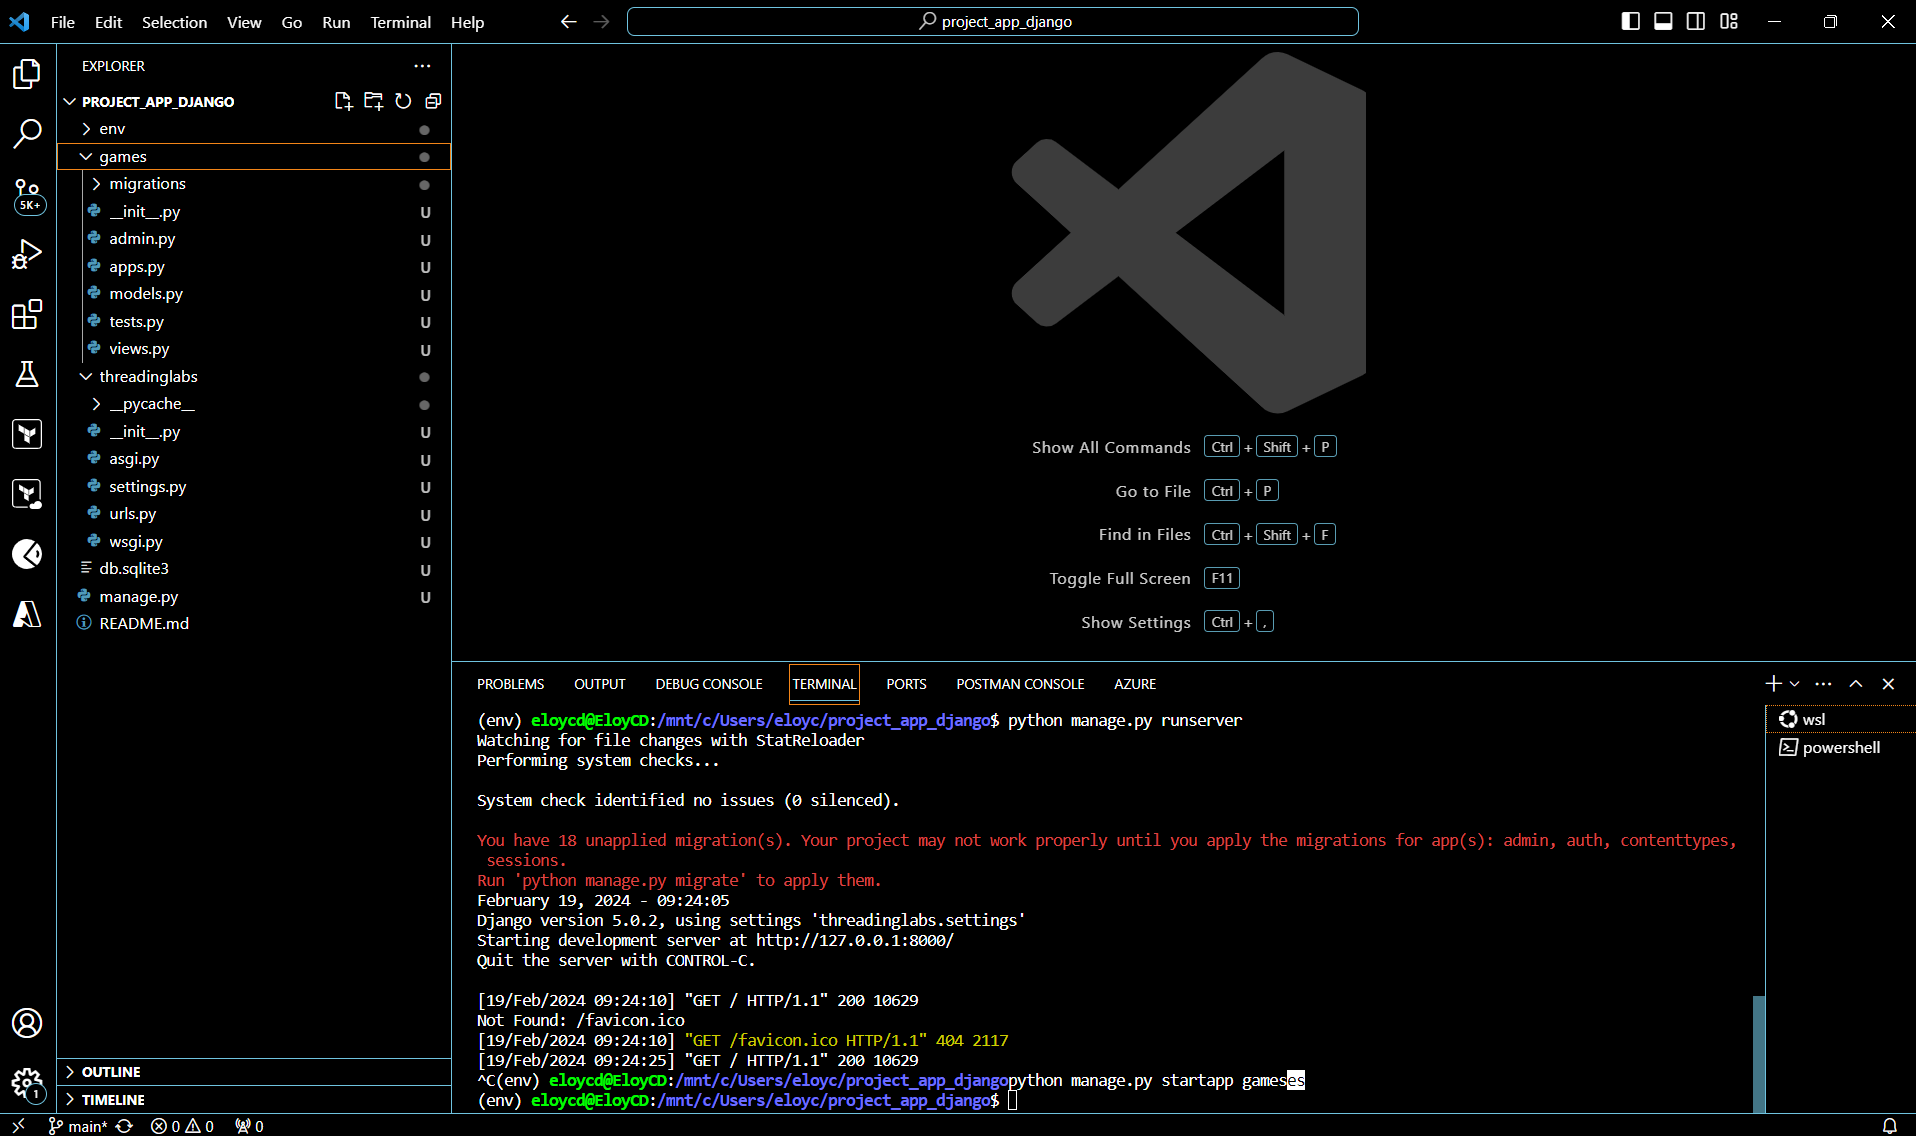 File Edit Selection View Go Run Terminal Help
project_app_django
EXPLORER
PROJECT_APP_DJANGO
env
games
migrations
__init__.py U
admin.py U
apps.py U
models.py U
tests.py U
views.py U
threadinglabs
__pycache__
__init__.py U
asgi.py U
settings.py U
urls.py U
wsgi.py U
db.sqlite3 U
manage.py U
README.md
OUTLINE
TIMELINE
5K+
1
Show All Commands Ctrl + Shift + P
Go to File Ctrl + P
Find in Files Ctrl + Shift + F
Toggle Full Screen F11
Show Settings Ctrl + ,
PROBLEMS OUTPUT DEBUG CONSOLE TERMINAL PORTS POSTMAN CONSOLE AZURE
(env) eloycd@EloyCD:/mnt/c/Users/eloyc/project_app_django$ python manage.py runserver
Watching for file changes with StatReloader
Performing system checks...
System check identified no issues (0 silenced).
You have 18 unapplied migration(s). Your project may not work properly until you apply the migrations for app(s): admin, auth, contenttypes,
sessions.
Run 'python manage.py migrate' to apply them.
February 19, 2024 - 09:24:05
Django version 5.0.2, using settings 'threadinglabs.settings'
Starting development server at http://127.0.0.1:8000/
Quit the server with CONTROL-C.
[19/Feb/2024 09:24:10] "GET / HTTP/1.1" 200 10629
Not Found: /favicon.ico
[19/Feb/2024 09:24:10] "GET /favicon.ico HTTP/1.1" 404 2117
[19/Feb/2024 09:24:25] "GET / HTTP/1.1" 200 10629
^C(env) eloycd@EloyCD:/mnt/c/Users/eloyc/project_app_djangopython manage.py startapp gameses
(env) eloycd@EloyCD:/mnt/c/Users/eloyc/project_app_django$
wsl
powershell
main* 0 0 0